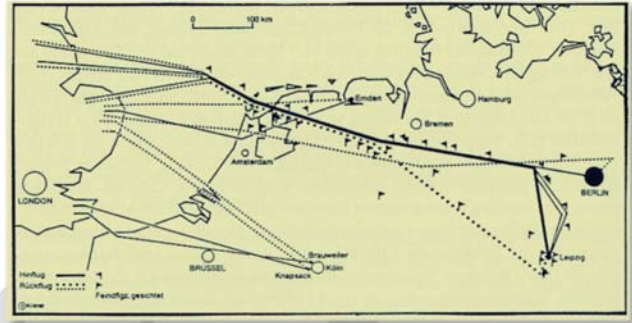 0 100 km
Emden
Hamburg
Bremen
Amsterdam
LONDON
BERLIN
BRUSSEL
Brauweiler
Köln
Knapsack
Leipzig
Hinflug
Rückflug
Feindflgz. gesichtet